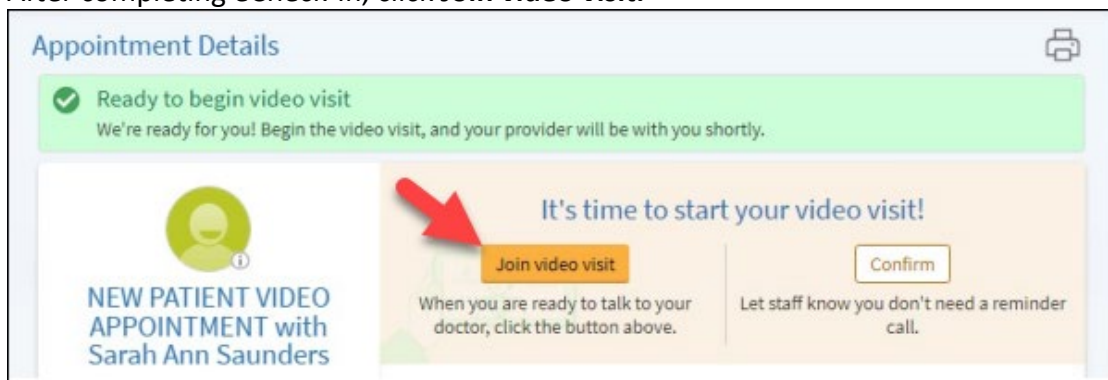 Appointment Details
Ready to begin video visit
We're ready for you! Begin the video visit, and your provider will be with you shortly.
NEW PATIENT VIDEO
APPOINTMENT with
Sarah Ann Saunders
It's time to start your video visit!
Join video visit
When you are ready to talk to your
doctor, click the button above.
Confirm
Let staff know you don't need a reminder
call.